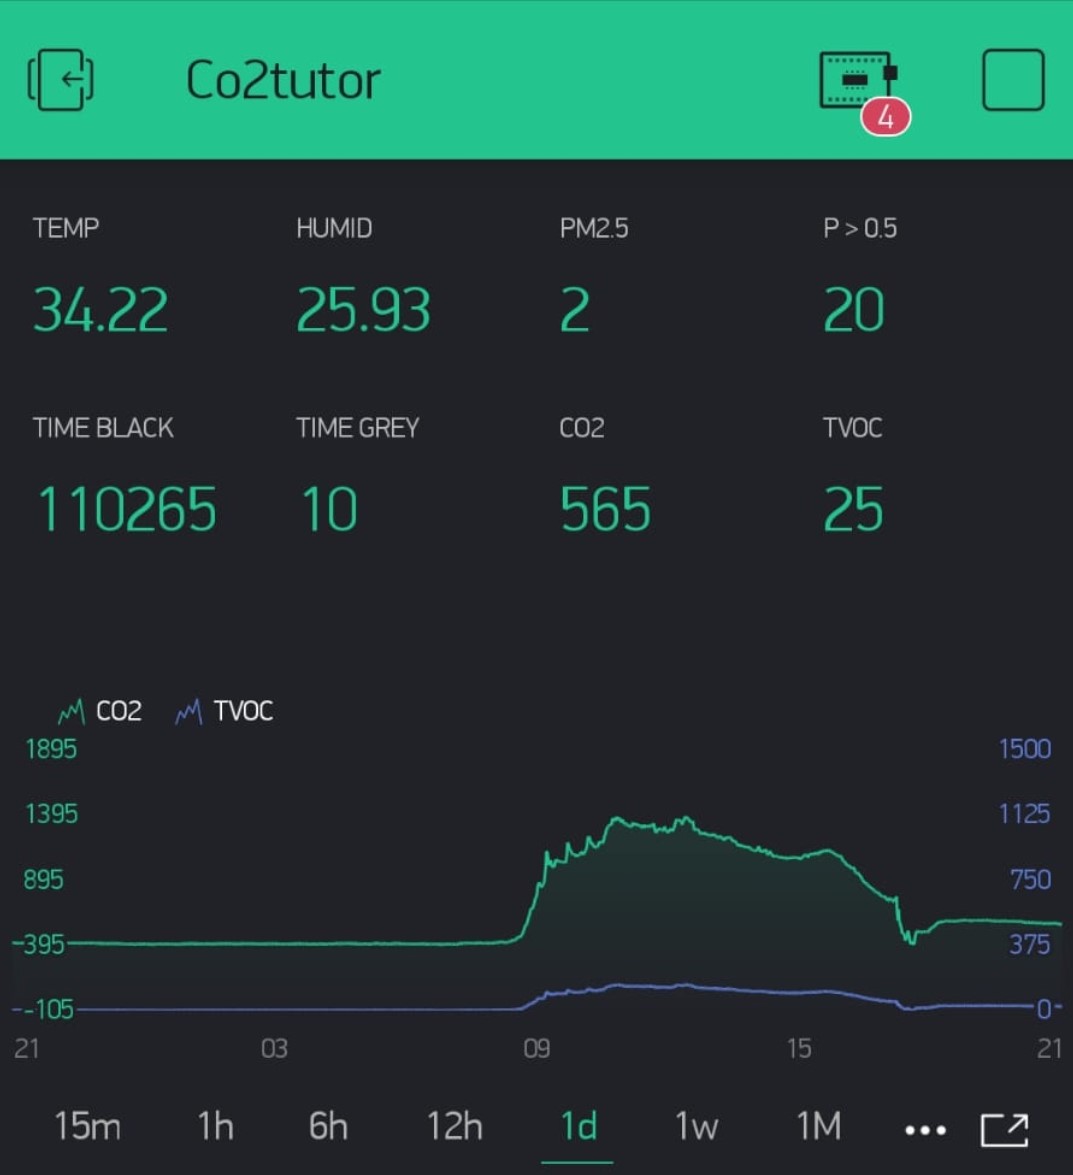 Co2tutor
4
TEMP HUMID PM2.5 P > 0.5
34.22 25.93 2 20
TIME BLACK TIME GREY CO2 TVOC
110265 10 565 25
CO2 TVOC
1895 1500
1395 1125
895 750
395 375
-105 0
21 03 09 15 21
15m 1h 6h 12h 1d 1w 1M